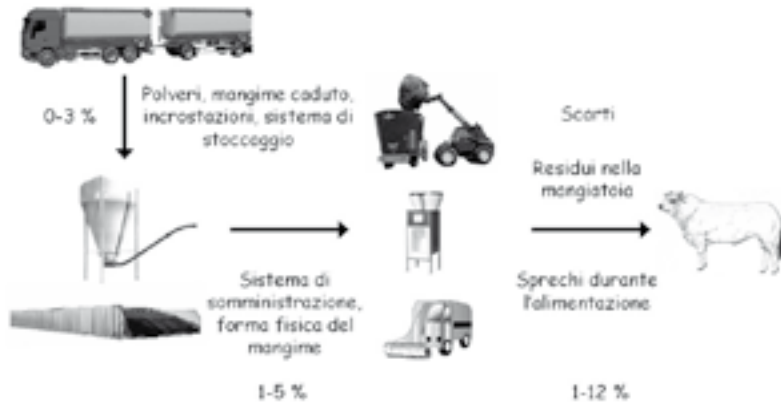 0-3 %
Polveri, mangime caduto,
incrostazioni, sistema di
stoccaggio
Scarti
Residui nella
mangiatoia
Sistema di
somministrazione,
forma fisica del
mangime
Sprechi durante
l'alimentazione
1-5 %
1-12 %